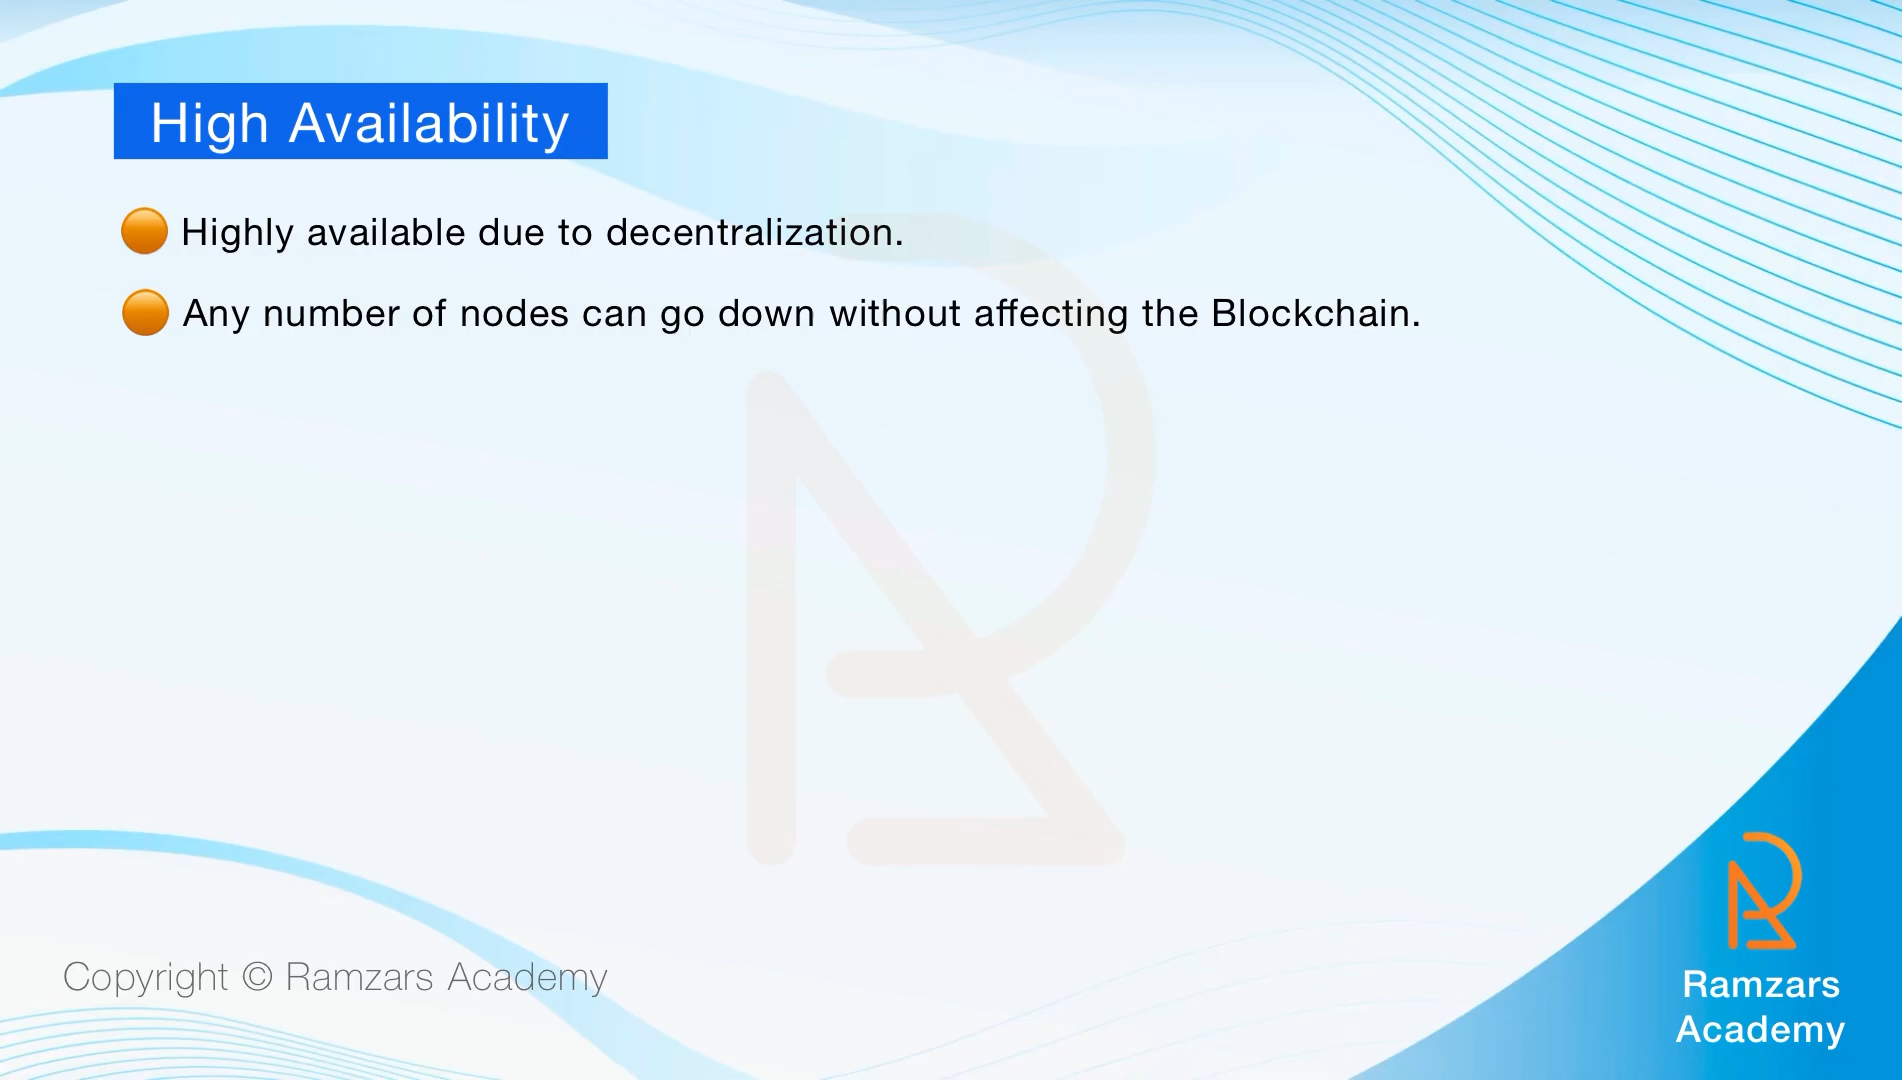 High Availability
Highly available due to decentralization.
Any number of nodes can go down without affecting the Blockchain.
Copyright © Ramzars Academy
Ramzars
Academy